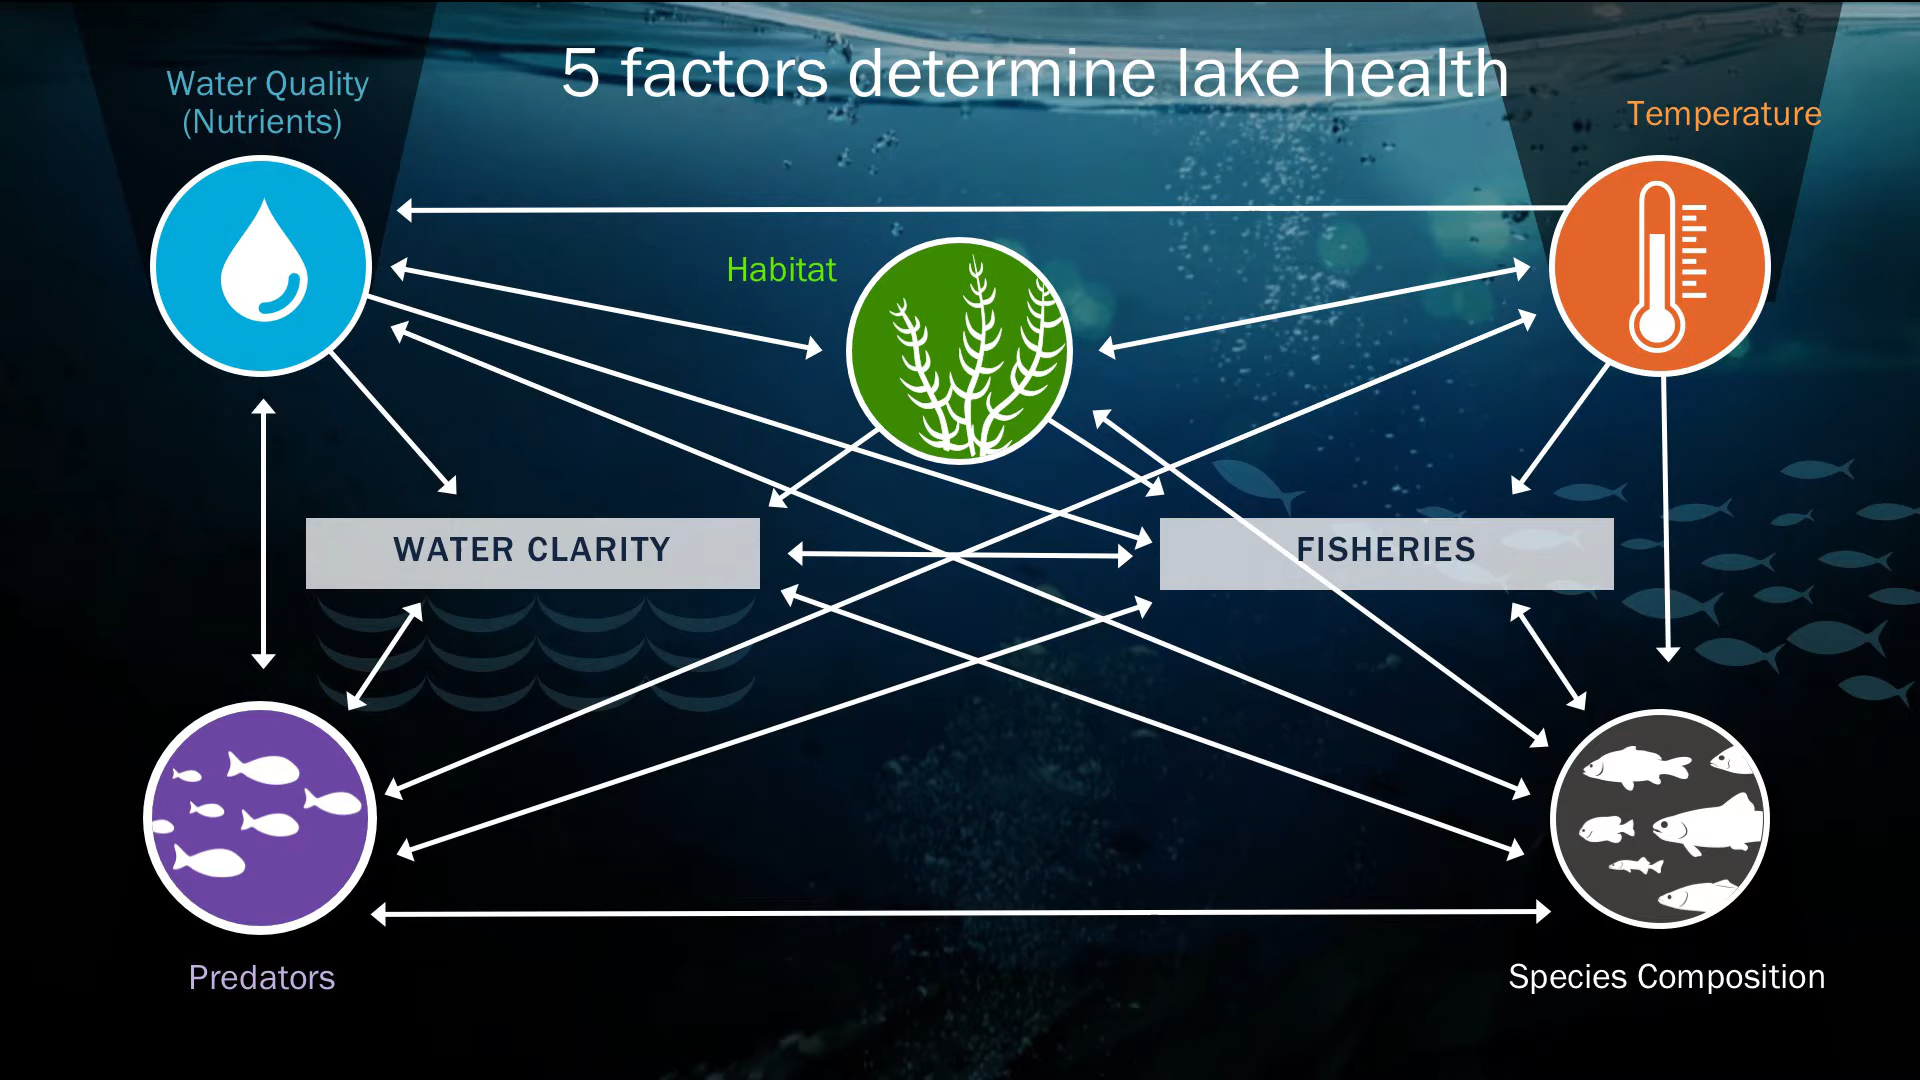 5 factors determine lake health
Water Quality
(Nutrients)
Temperature
Habitat
WATER CLARITY
FISHERIES
Predators
Species Composition